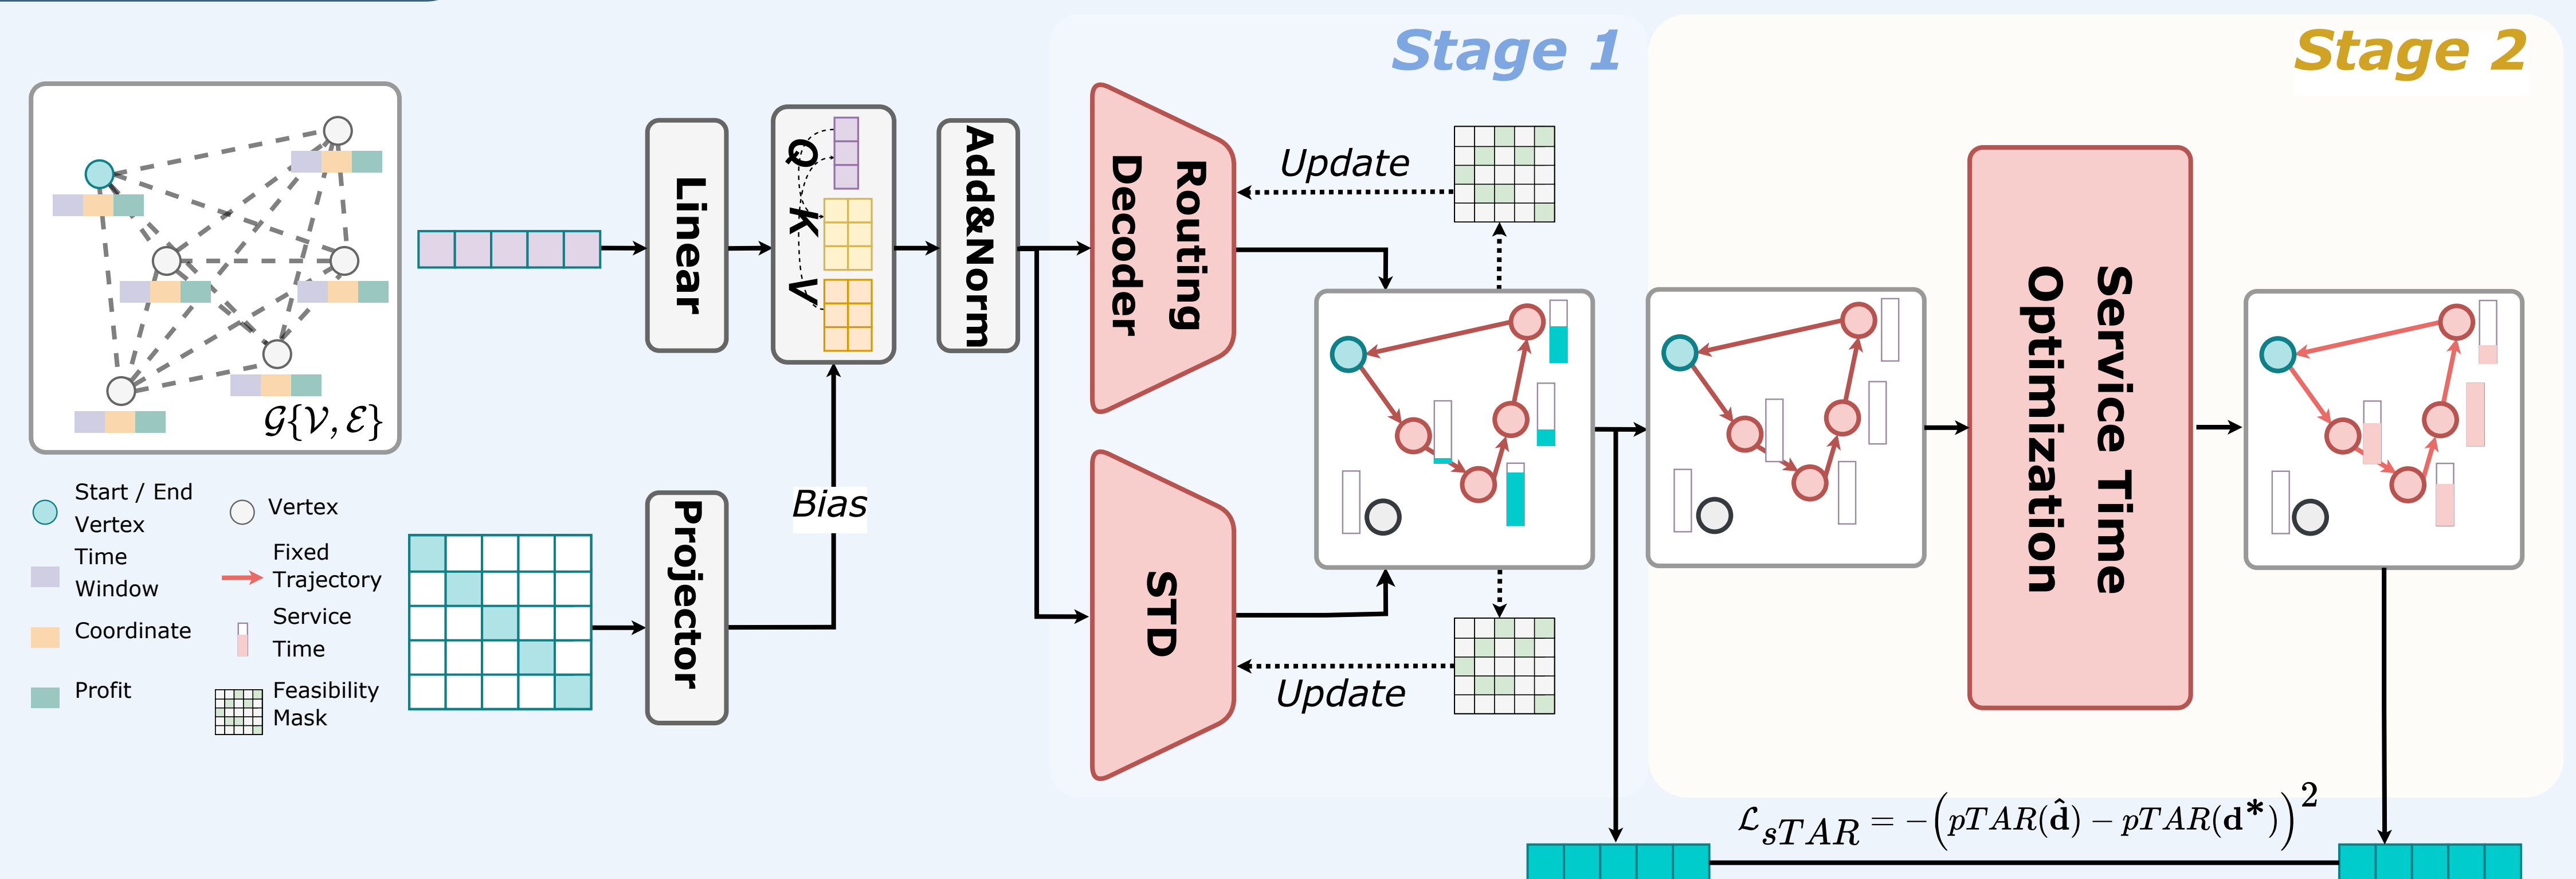 Stage 1
Stage 2
𝒢{𝒱, ℰ}
Start / End
Vertex
Time
Window
Coordinate
Profit
Vertex
Fixed
Trajectory
Service
Time
Feasibility
Mask
Linear
Projector
Bias
Q
K
V
Add&Norm
Routing
Decoder
STD
Update
Update
Service Time
Optimization
ℒ_{sTAR} = −(pTAR(𝐝̂) − pTAR(𝐝*))²